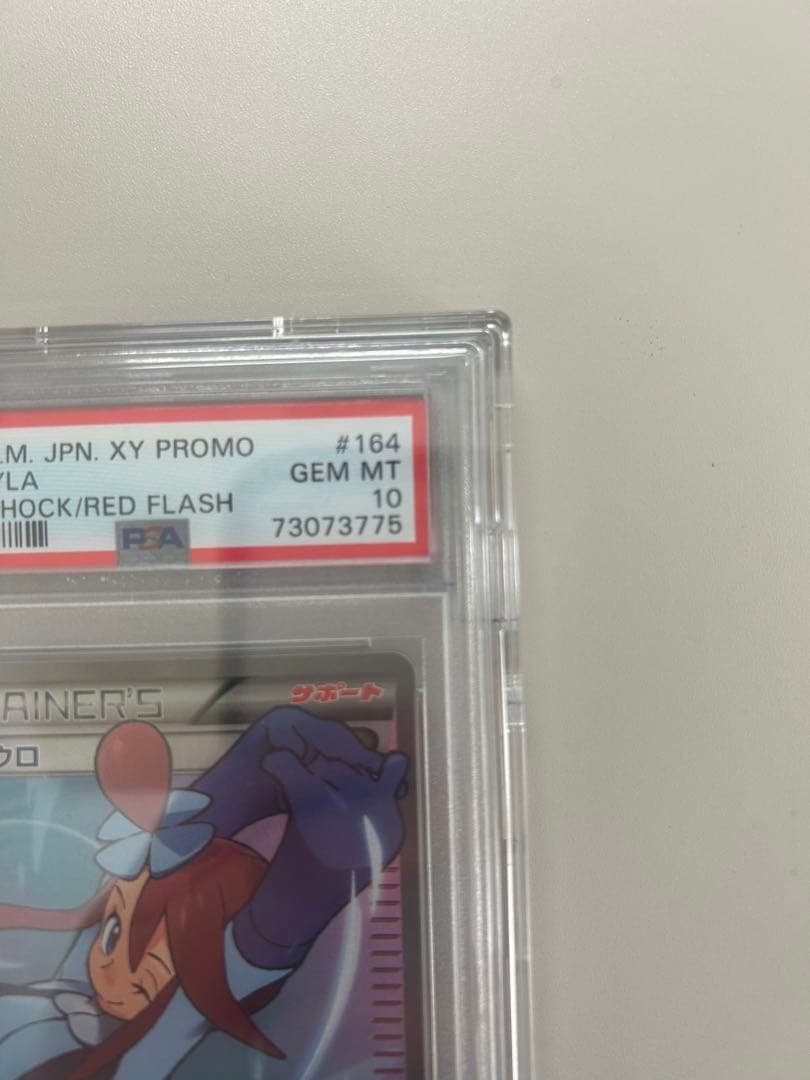 .M. JPN. XY PROMO #164
YLA GEM MT
HOCK/RED FLASH 10
PSA 73073775
AINER'S サポート
ウロ